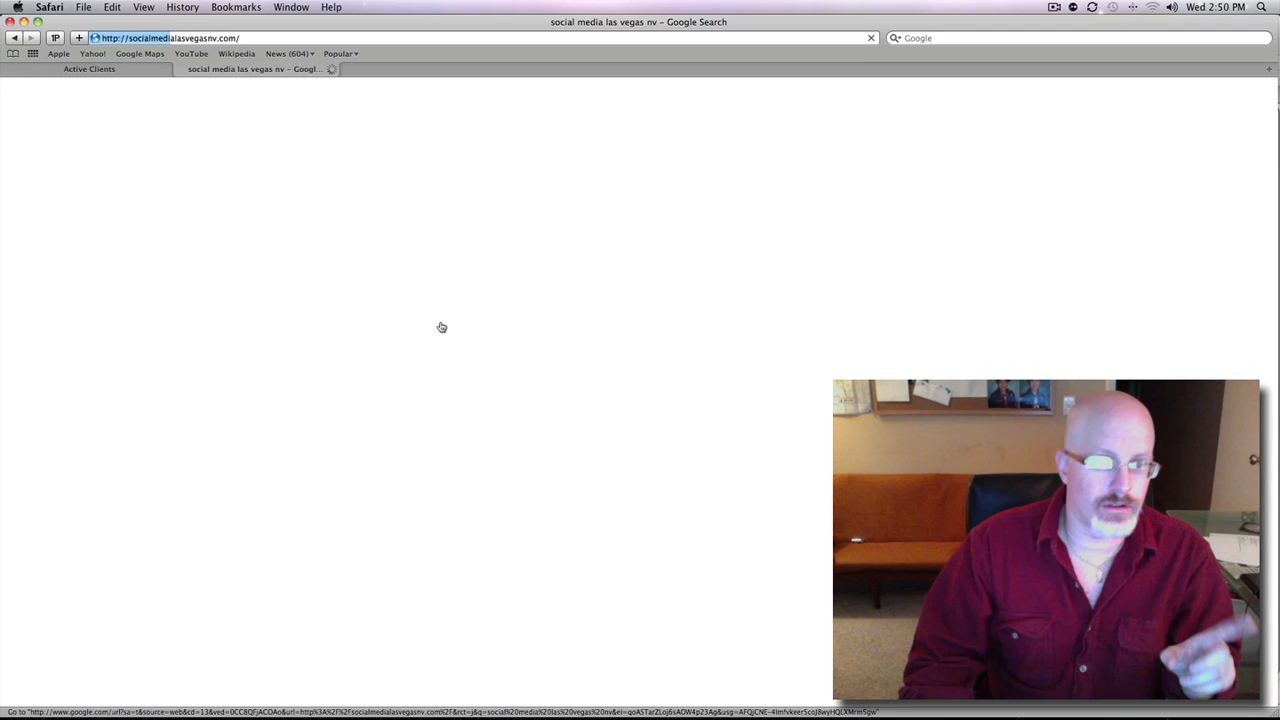 Safari File Edit View History Bookmarks Window Help Wed 2:50 PM
social media las vegas nv – Google Search
1P + http://socialmedialasvegasnv.com/ Google
Apple Yahoo! Google Maps YouTube Wikipedia News (604) Popular
Active Clients social media las vegas nv – Googl...